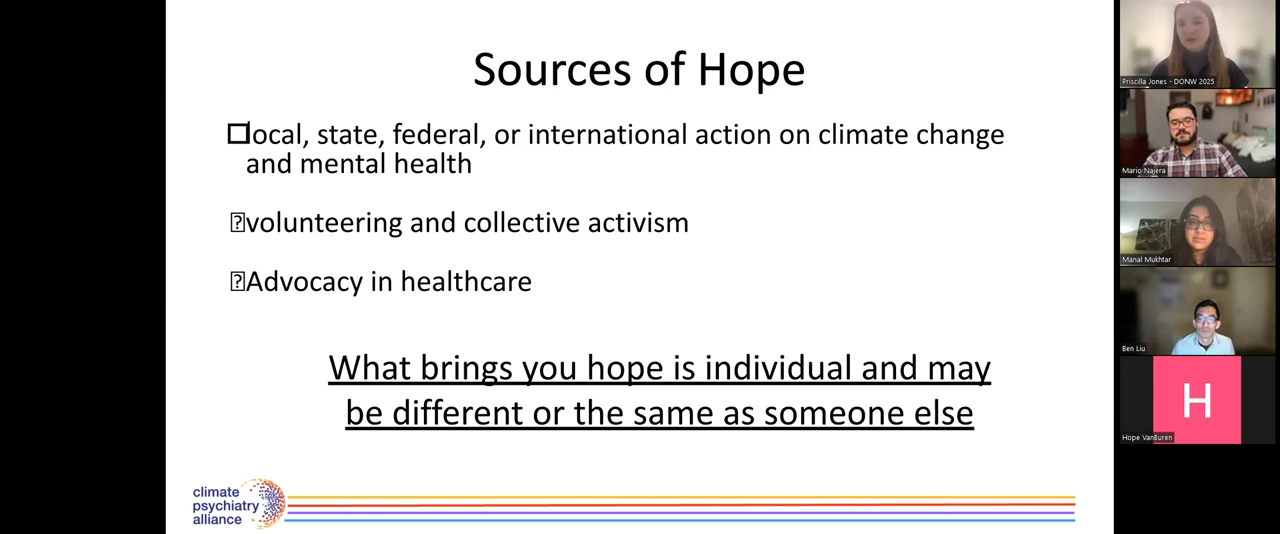 Sources of Hope
local, state, federal, or international action on climate change
and mental health
volunteering and collective activism
Advocacy in healthcare
What brings you hope is individual and may
be different or the same as someone else
climate
psychiatry
alliance
Priscilla Jones - DONW 2025
Mario Najera
Manal Mukhtar
Ben Liu
H
Hope VanBuren